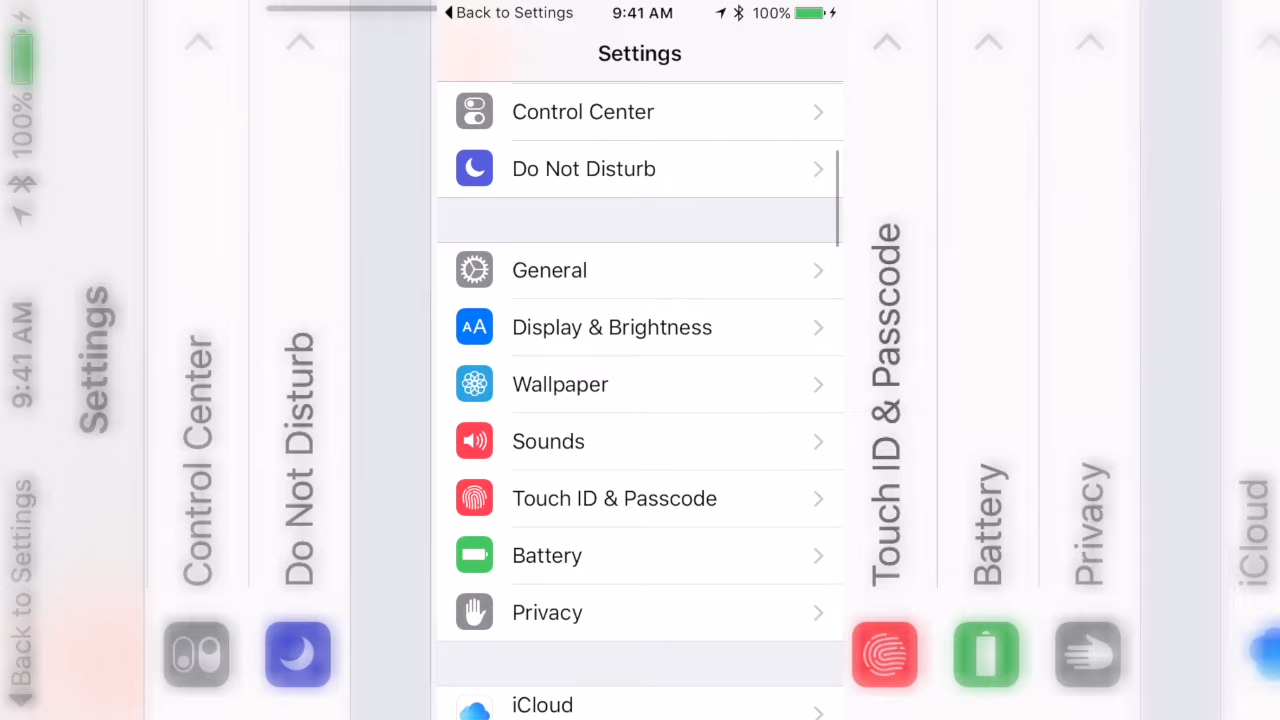 Back to Settings 9:41 AM 100%
Settings
Control Center
Do Not Disturb
General
AA Display & Brightness
Wallpaper
Sounds
Touch ID & Passcode
Battery
Privacy
iCloud
Back to Settings 9:41 AM 100%
Settings
Control Center
Do Not Disturb
Touch ID & Passcode
Battery
Privacy
iCloud